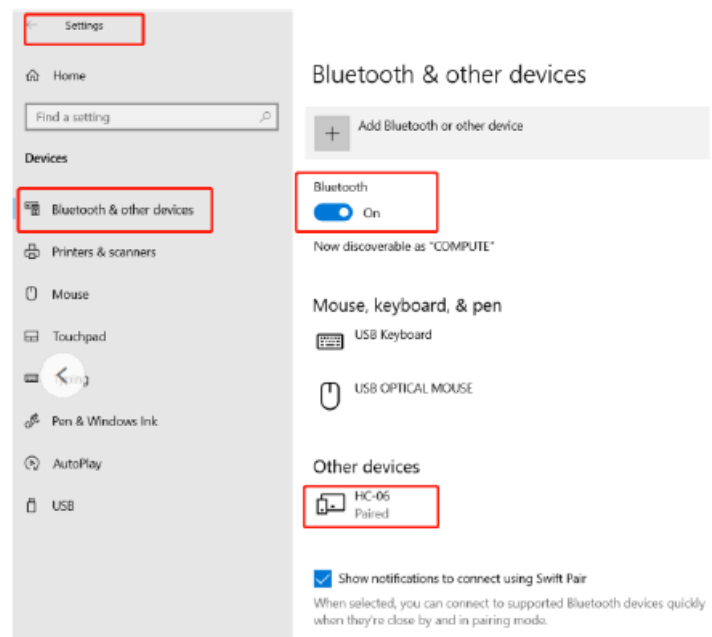 Settings
Home
Find a setting
Devices
Bluetooth & other devices
Printers & scanners
Mouse
Touchpad
Pen & Windows Ink
AutoPlay
USB
Bluetooth & other devices
Add Bluetooth or other device
Bluetooth
On
Now discoverable as "COMPUTE"
Mouse, keyboard, & pen
USB Keyboard
USB OPTICAL MOUSE
Other devices
HC-06
Paired
Show notifications to connect using Swift Pair
When selected, you can connect to supported Bluetooth devices quickly
when they're close by and in pairing mode.